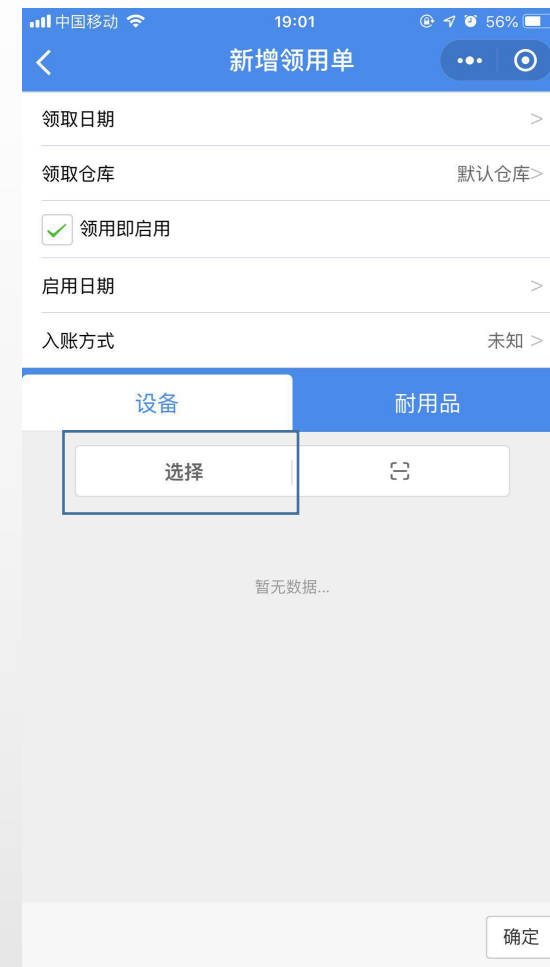 中国移动 19:01 56%
新增领用单
领取日期 >
领取仓库 默认仓库>
领用即启用
启用日期 >
入账方式 未知 >
设备 耐用品
选择
暂无数据...
确定